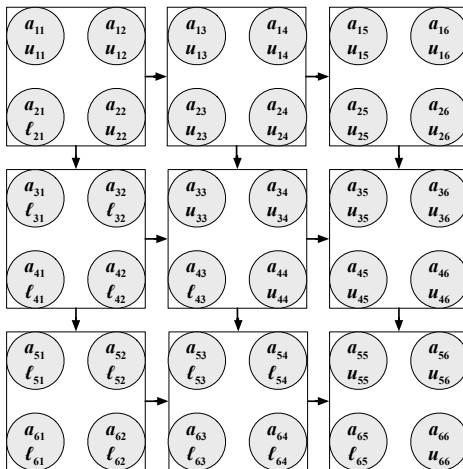 a₁₁ a₁₂ a₁₃ a₁₄ a₁₅ a₁₆
u₁₁ u₁₂ u₁₃ u₁₄ u₁₅ u₁₆
a₂₁ a₂₂ a₂₃ a₂₄ a₂₅ a₂₆
ℓ₂₁ u₂₂ u₂₃ u₂₄ u₂₅ u₂₆
a₃₁ a₃₂ a₃₃ a₃₄ a₃₅ a₃₆
ℓ₃₁ ℓ₃₂ u₃₃ u₃₄ u₃₅ u₃₆
a₄₁ a₄₂ a₄₃ a₄₄ a₄₅ a₄₆
ℓ₄₁ ℓ₄₂ ℓ₄₃ u₄₄ u₄₅ u₄₆
a₅₁ a₅₂ a₅₃ a₅₄ a₅₅ a₅₆
ℓ₅₁ ℓ₅₂ ℓ₅₃ ℓ₅₄ u₅₅ u₅₆
a₆₁ a₆₂ a₆₃ a₆₄ a₆₅ a₆₆
ℓ₆₁ ℓ₆₂ ℓ₆₃ ℓ₆₄ ℓ₆₅ u₆₆